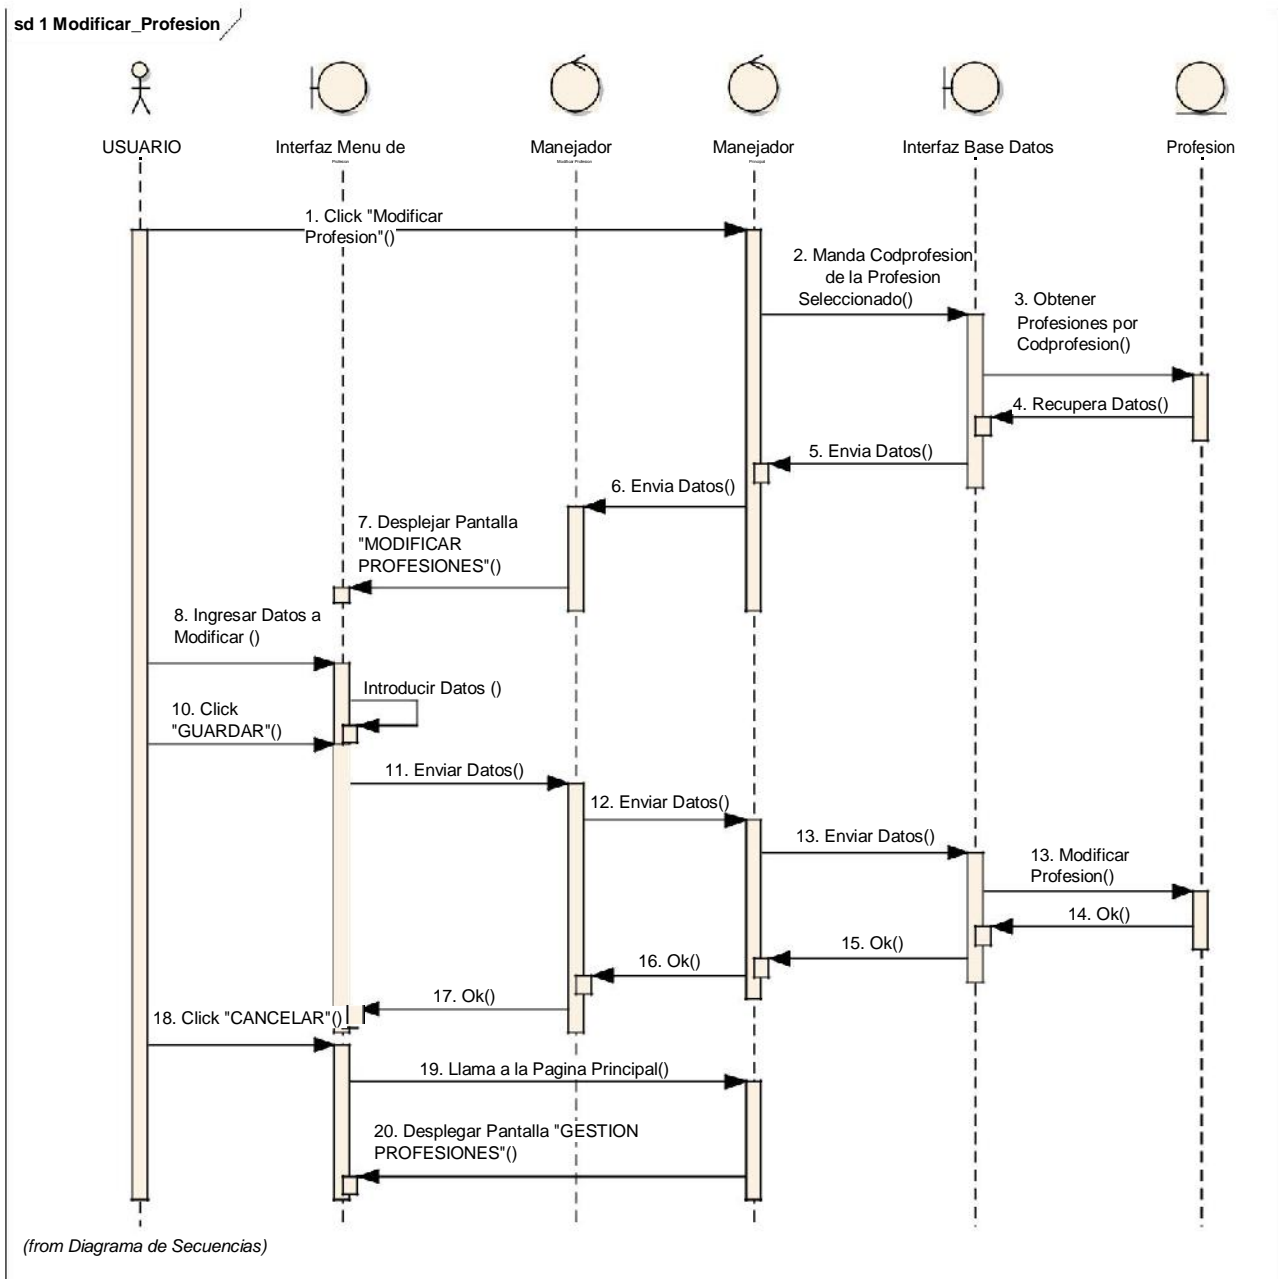 sd 1 Modificar_Profesion
USUARIO
Interfaz Menu de
Profesion
Manejador
Modificar Profesion
Manejador
Principal
Interfaz Base Datos
Profesion
1. Click "Modificar
Profesion"()
2. Manda Codprofesion
de la Profesion
Seleccionado()
3. Obtener
Profesiones por
Codprofesion()
4. Recupera Datos()
5. Envia Datos()
6. Envia Datos()
7. Desplejar Pantalla
"MODIFICAR
PROFESIONES"()
8. Ingresar Datos a
Modificar ()
Introducir Datos ()
10. Click
"GUARDAR"()
11. Enviar Datos()
12. Enviar Datos()
13. Enviar Datos()
13. Modificar
Profesion()
14. Ok()
15. Ok()
16. Ok()
17. Ok()
18. Click "CANCELAR"()
19. Llama a la Pagina Principal()
20. Desplegar Pantalla "GESTION
PROFESIONES"()
(from Diagrama de Secuencias)